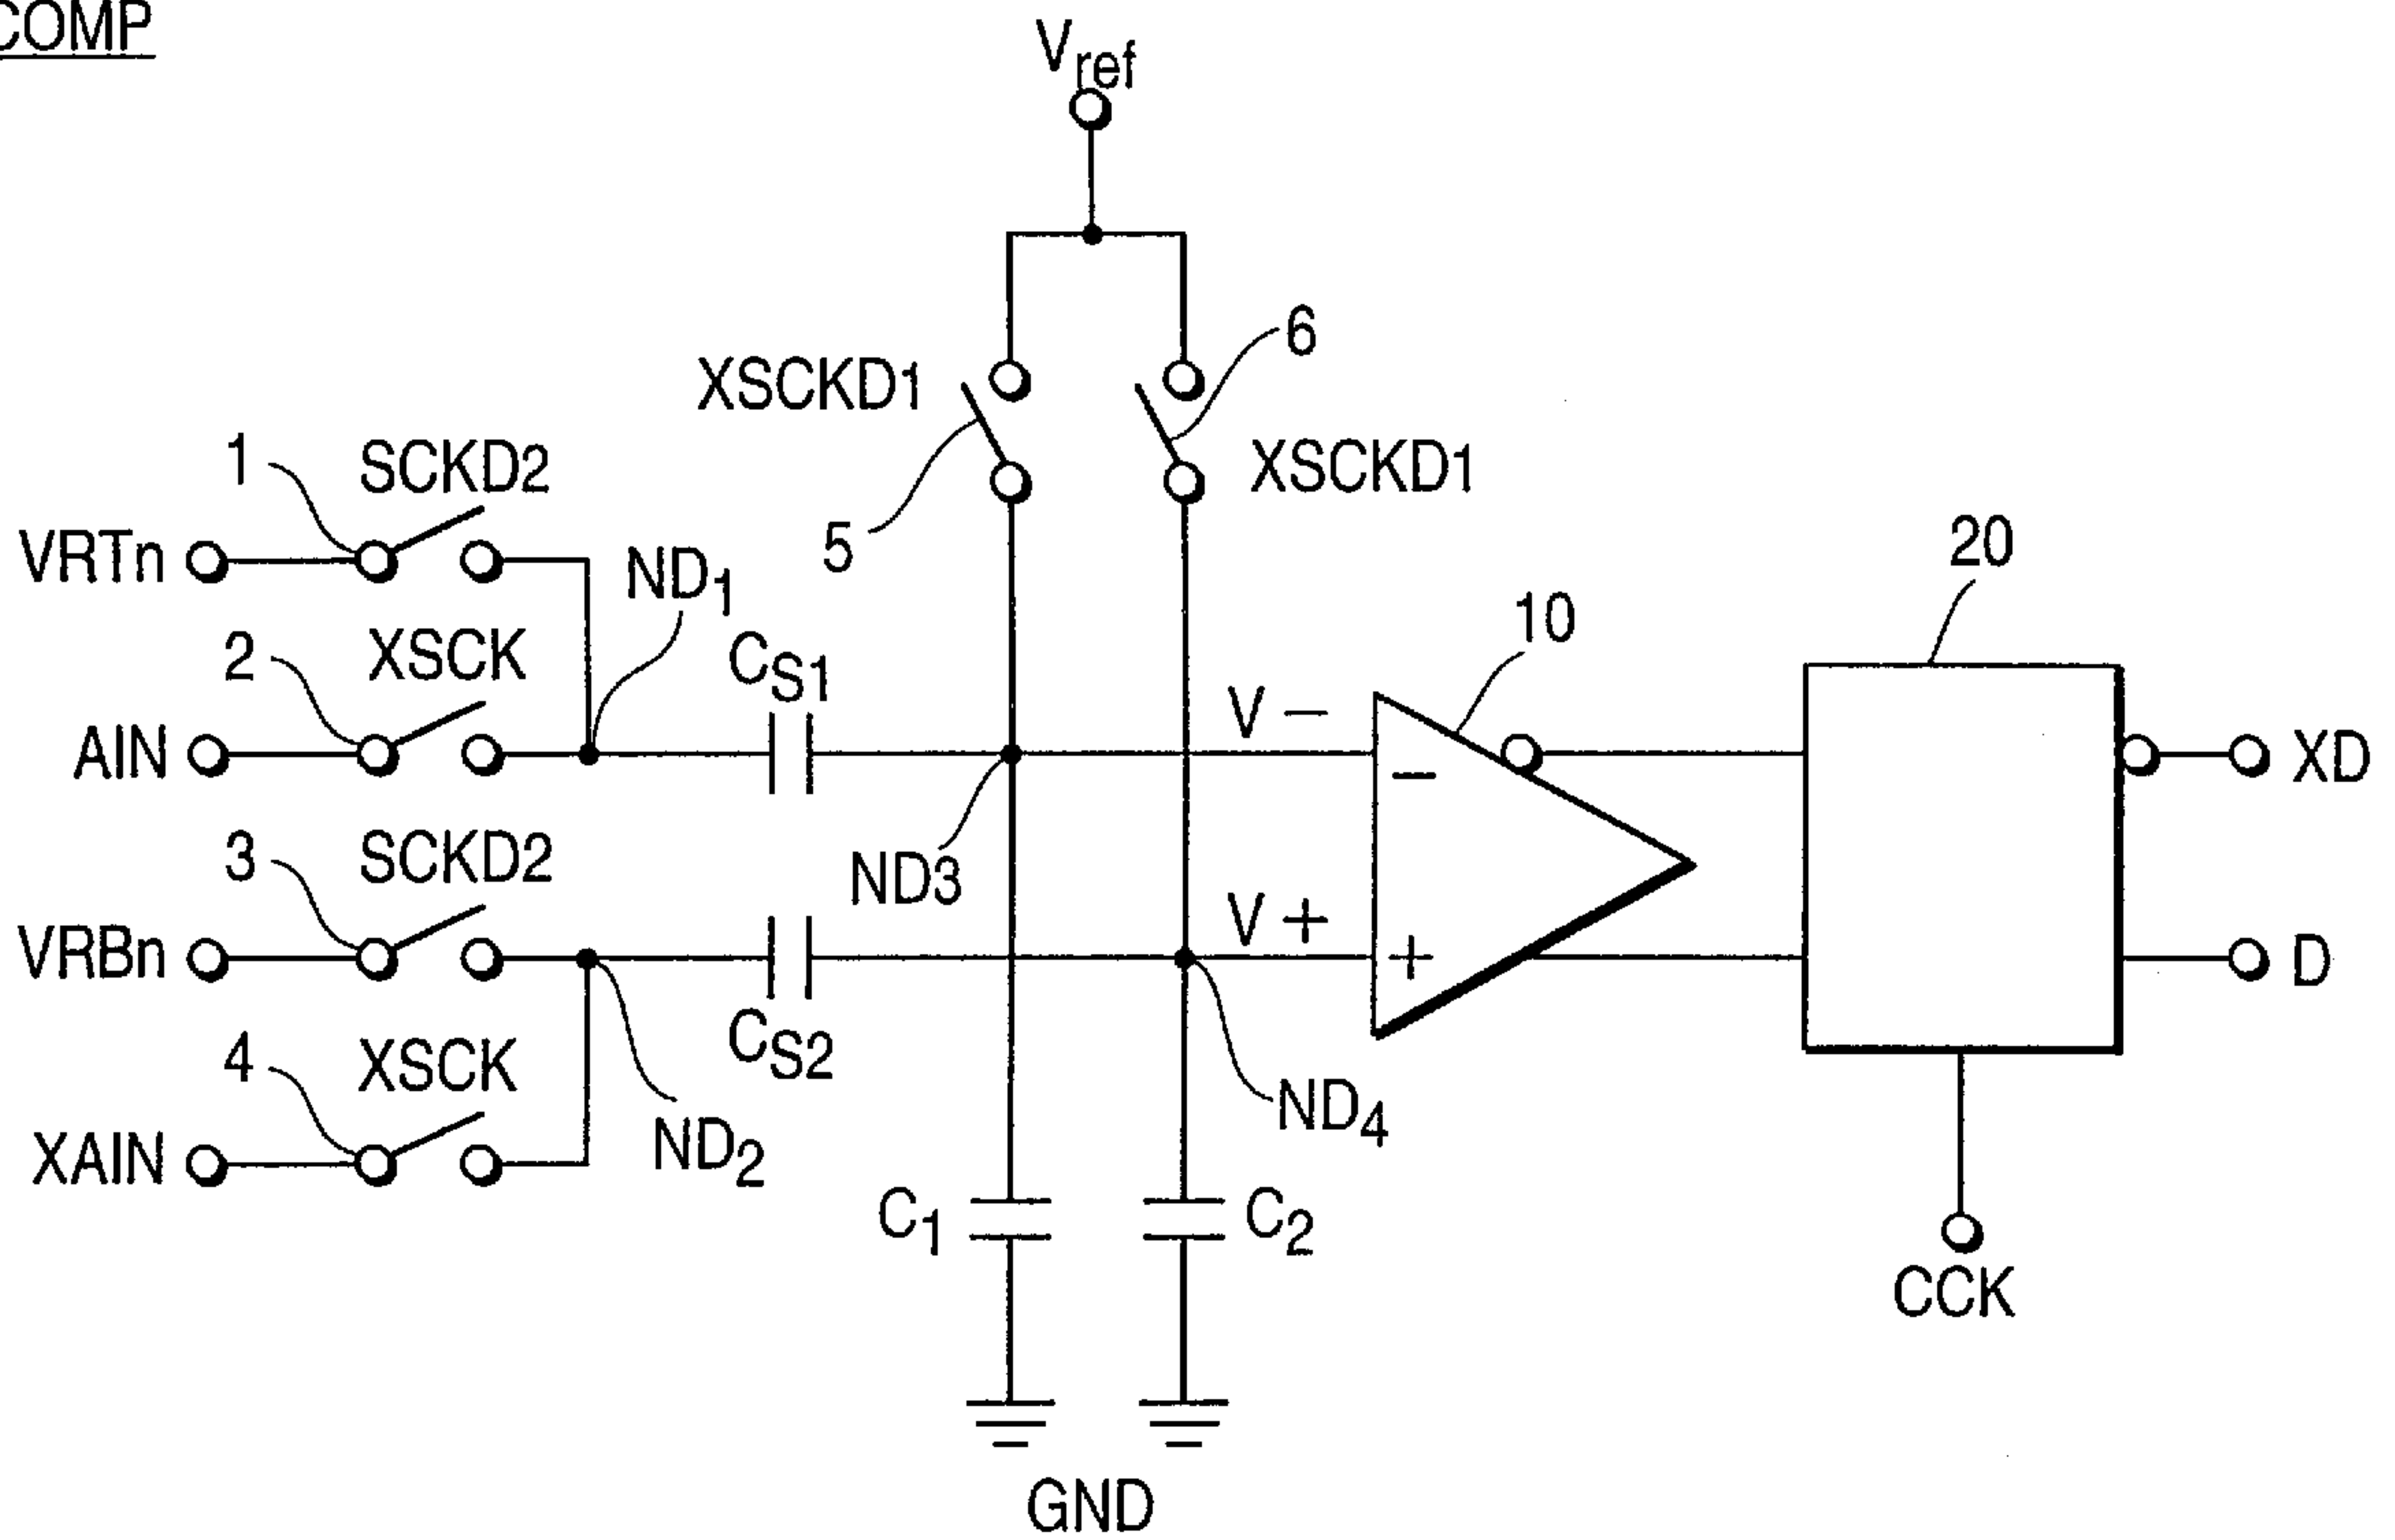 COMP
Vref
XSCKD1
6
1
SCKD2
XSCKD1
5
20
VRTn
ND1
10
2
XSCK
CS1
V −
AIN
−
XD
3
SCKD2
ND3
V +
VRBn
+
D
CS2
4
XSCK
ND4
ND2
XAIN
C1
C2
CCK
GND